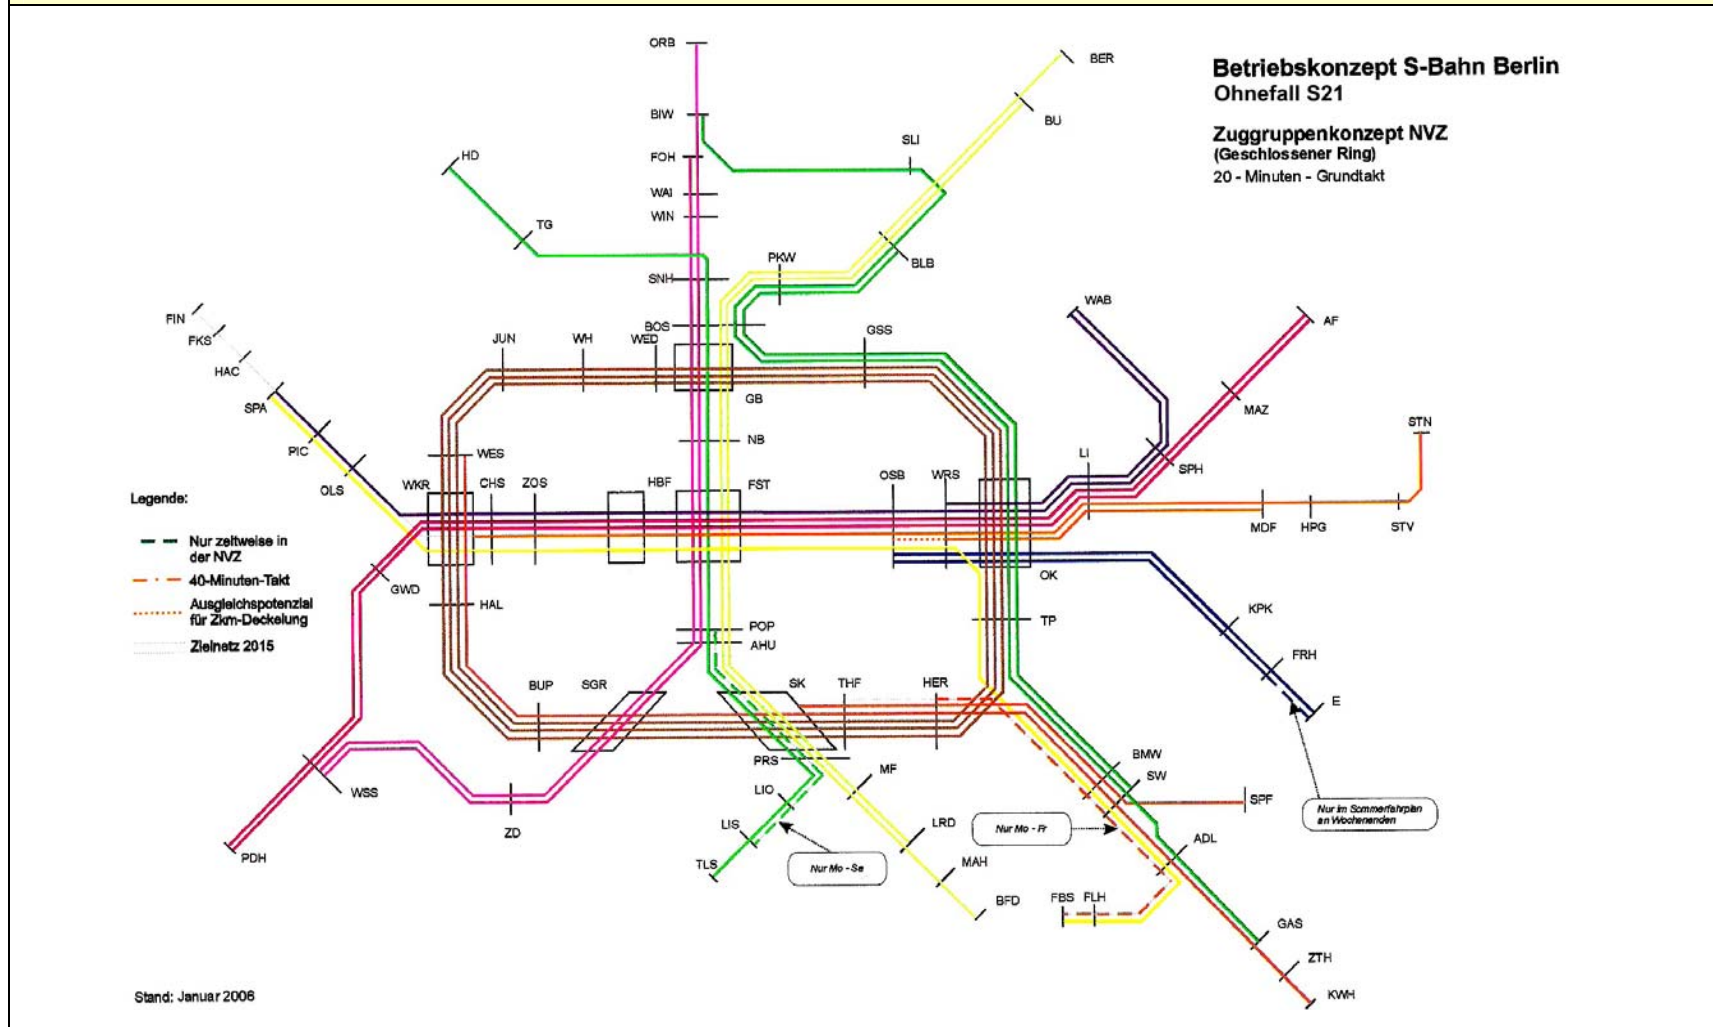 Betriebskonzept S-Bahn Berlin
Ohnefall S21
Zuggruppenkonzept NVZ
(Geschlossener Ring)
20 - Minuten - Grundtakt
ORB
BER
BIW
BU
SLI
HD
FOH
WAI
WIN
TG
PKW
BLB
SNH
WAB
FIN
AF
BOS
FKS
JUN
WH
WED
GSS
HAC
SPA
GB
MAZ
STN
PIC
NB
WES
LI
SPH
OLS
WKR
CHS
ZOS
HBF
FST
OSB
WRS
MDF
HPG
STV
Legende:
Nur zeitweise in
der NVZ
40-Minuten-Takt
Ausgleichspotenzial
für Zkm-Deckelung
Zielnetz 2015
GWD
OK
HAL
KPK
POP
TP
AHU
FRH
BUP
SGR
SK
THF
HER
E
PRS
MF
BMW
SW
WSS
LIO
SPF
Nur im Sommerfahrplan
an Wochenenden
ZD
LIS
LRD
Nur Mo - Fr
ADL
PDH
TLS
Nur Mo - Sa
MAH
BFD
FBS
FLH
GAS
ZTH
KWH
Stand: Januar 2006